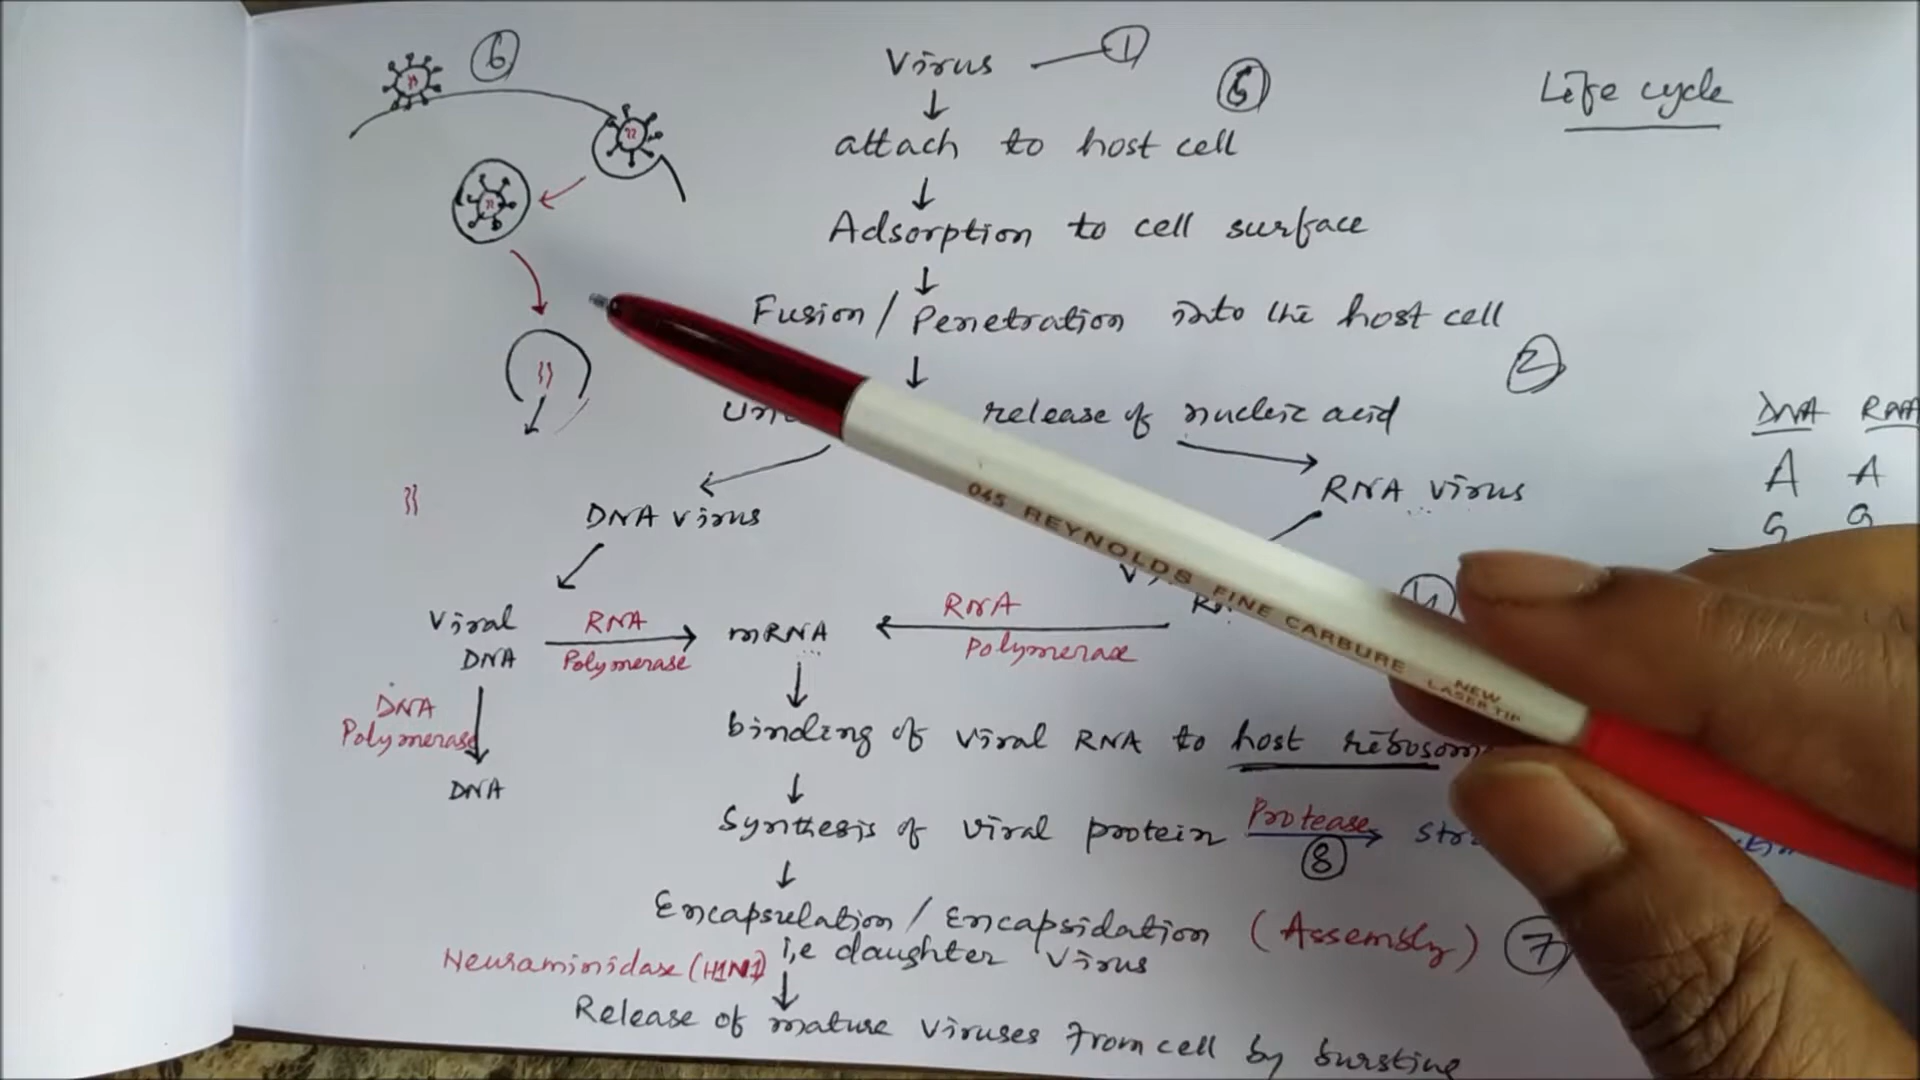 6
Virus 1
5
Life cycle
attach to host cell
Adsorption to cell surface
Fusion / Penetration into the host cell
2
release of nucleic acid
DNA RNA
A A
G G
DNA virus
RNA virus
4
Viral DNA
RNA Polymerase
mRNA
RNA Polymerase
DNA Polymerase
DNA
binding of viral RNA to host
Synthesis of viral protein Protease
8
Encapsulation / Encapsidation (Assembly) 7
i,e daughter virus
Neuraminidase (H1N1)
Release of mature viruses from cell by bursting
045 REYNOLDS FINE CARBURE
NEW
LASER TIP